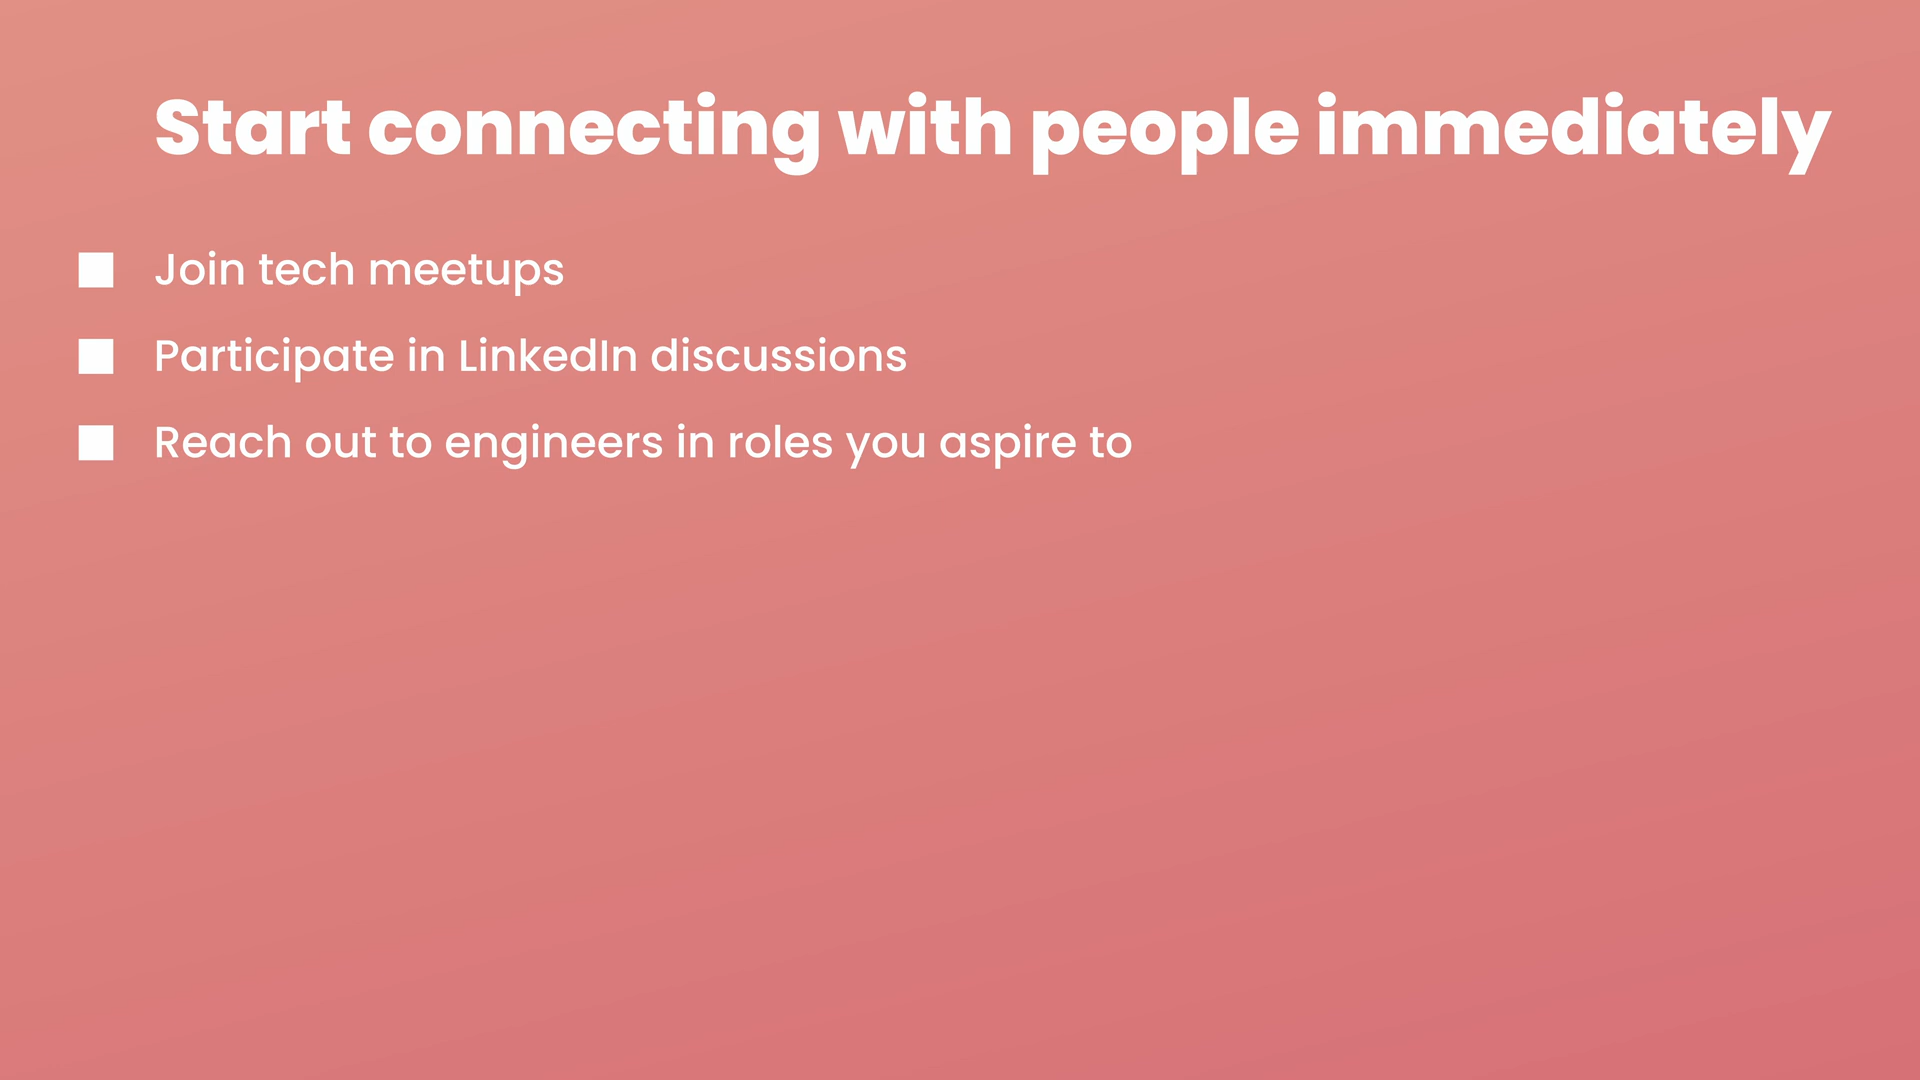 Start connecting with people immediately
Join tech meetups
Participate in LinkedIn discussions
Reach out to engineers in roles you aspire to